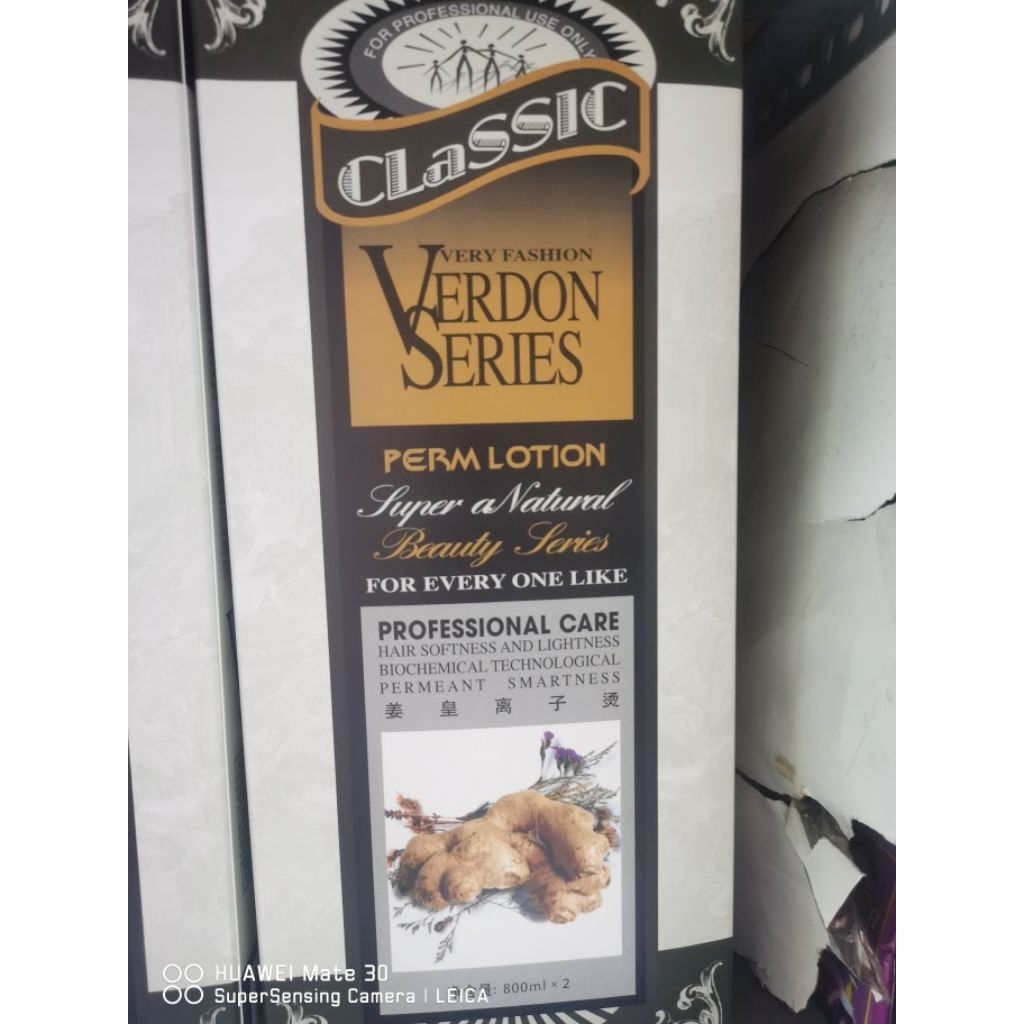 FOR PROFESSIONAL USE ONLY
CLaSSIC
VERY FASHION
VERDON
SERIES
PERM LOTION
Super a Natural
Beauty Series
FOR EVERY ONE LIKE
PROFESSIONAL CARE
HAIR SOFTNESS AND LIGHTNESS
BIOCHEMICAL TECHNOLOGICAL
PERMEANT SMARTNESS
姜皇离子烫
800ml × 2
HUAWEI Mate 30
SuperSensing Camera | LEICA